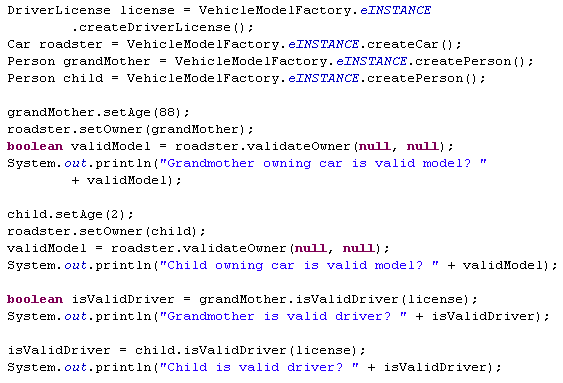 DriverLicense license = VehicleModelFactory.eINSTANCE
        .createDriverLicense();
Car roadster = VehicleModelFactory.eINSTANCE.createCar();
Person grandMother = VehicleModelFactory.eINSTANCE.createPerson();
Person child = VehicleModelFactory.eINSTANCE.createPerson();

grandMother.setAge(88);
roadster.setOwner(grandMother);
boolean validModel = roadster.validateOwner(null, null);
System.out.println("Grandmother owning car is valid model? "
        + validModel);

child.setAge(2);
roadster.setOwner(child);
validModel = roadster.validateOwner(null, null);
System.out.println("Child owning car is valid model? " + validModel);

boolean isValidDriver = grandMother.isValidDriver(license);
System.out.println("Grandmother is valid driver? " + isValidDriver);

isValidDriver = child.isValidDriver(license);
System.out.println("Child is valid driver? " + isValidDriver);